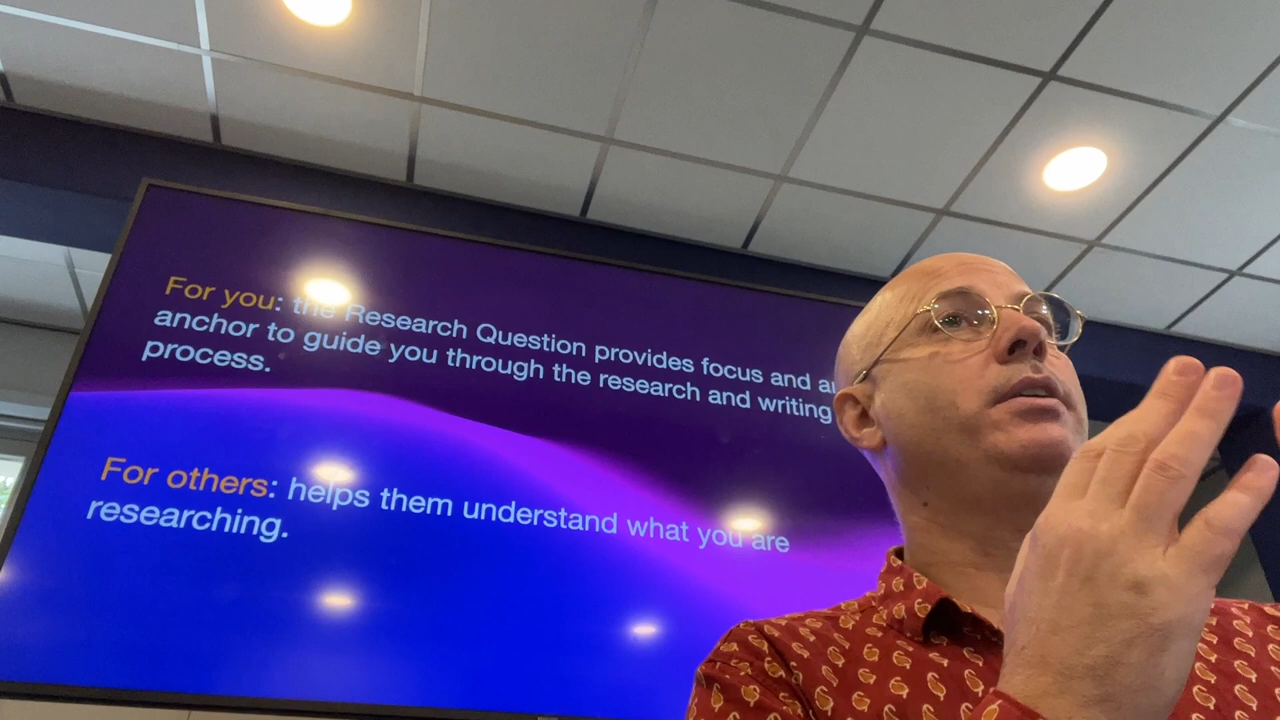 For you: the Research Question provides focus and an
anchor to guide you through the research and writing
process.
For others: helps them understand what you are
researching.